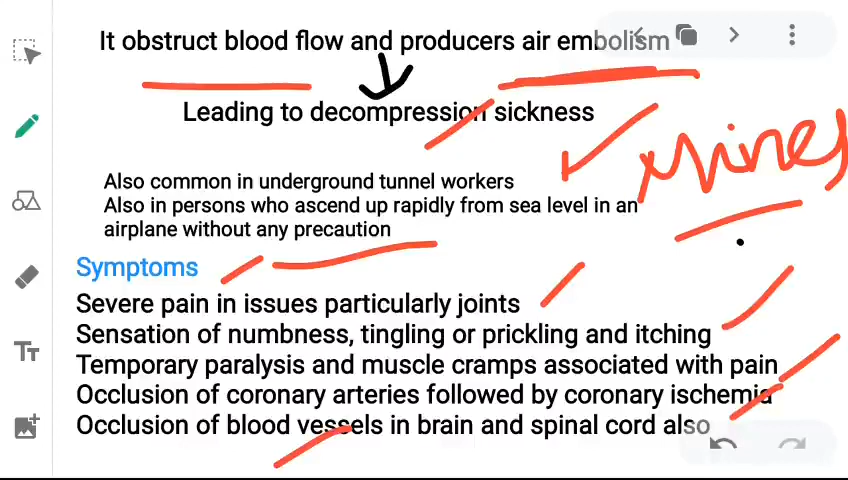 It obstruct blood flow and producers air embolism
Leading to decompression sickness
mines
Also common in underground tunnel workers
Also in persons who ascend up rapidly from sea level in an
airplane without any precaution
Symptoms
Severe pain in issues particularly joints
Sensation of numbness, tingling or prickling and itching
Temporary paralysis and muscle cramps associated with pain
Occlusion of coronary arteries followed by coronary ischemia
Occlusion of blood vessels in brain and spinal cord also
TT